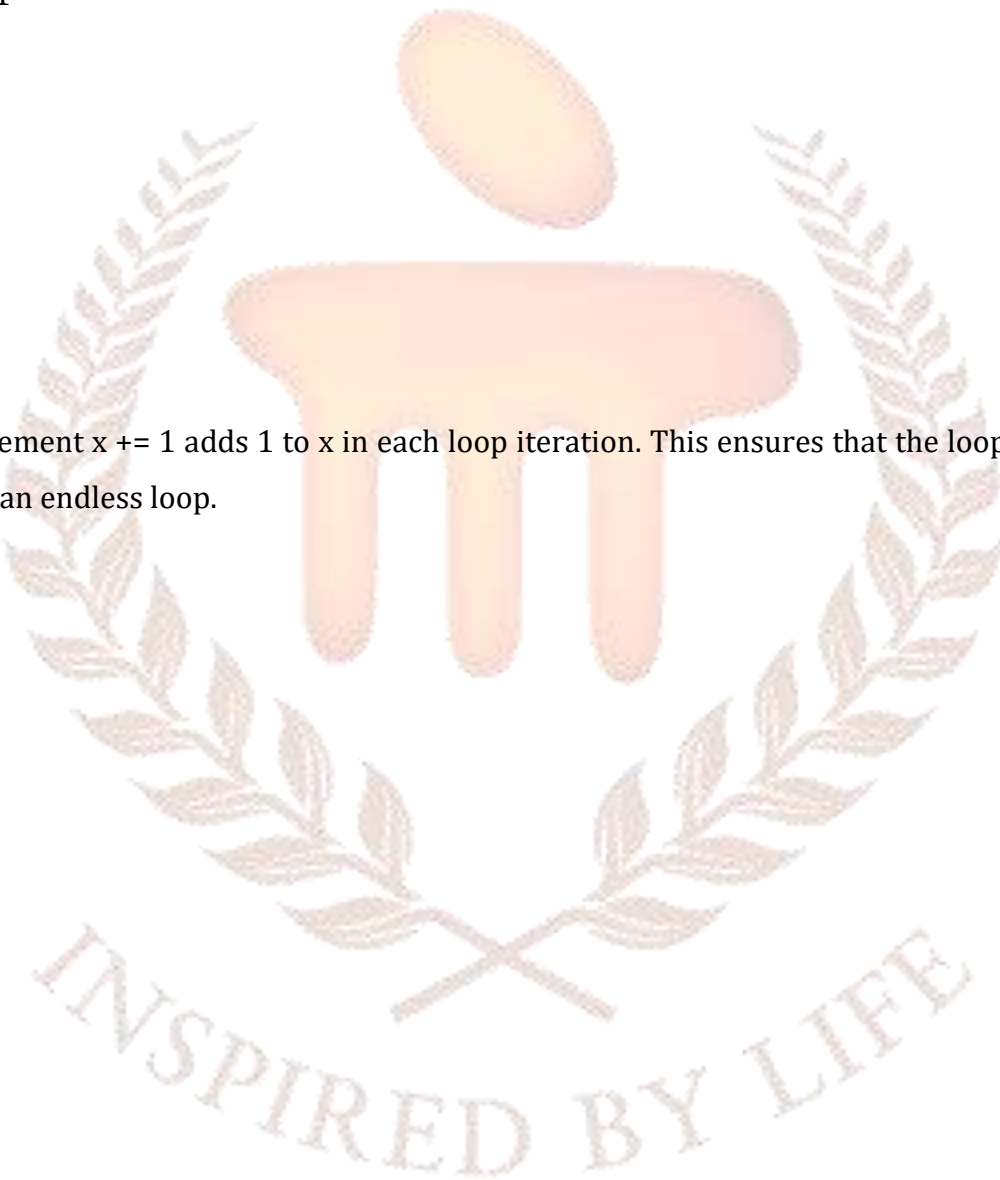 ement x += 1 adds 1 to x in each loop iteration. This ensures that the loop
an endless loop.
INSPIRED BY LIFE